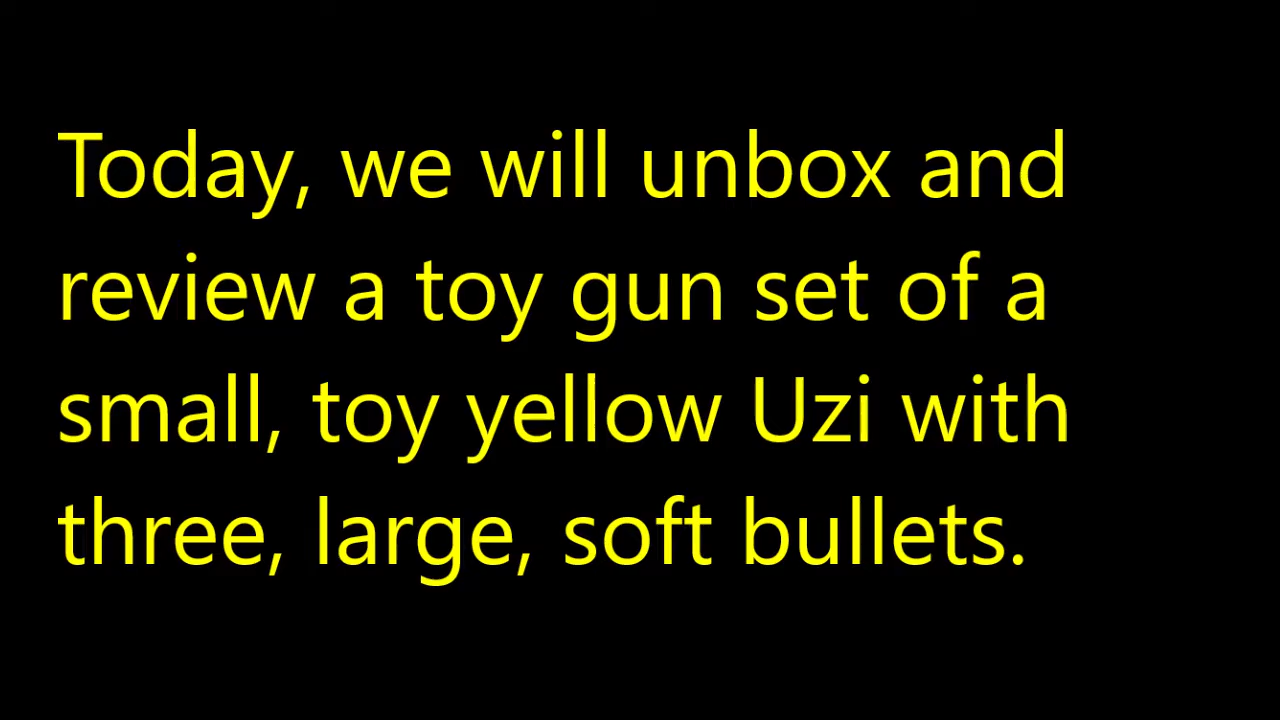 Today, we will unbox and
review a toy gun set of a
small, toy yellow Uzi with
three, large, soft bullets.